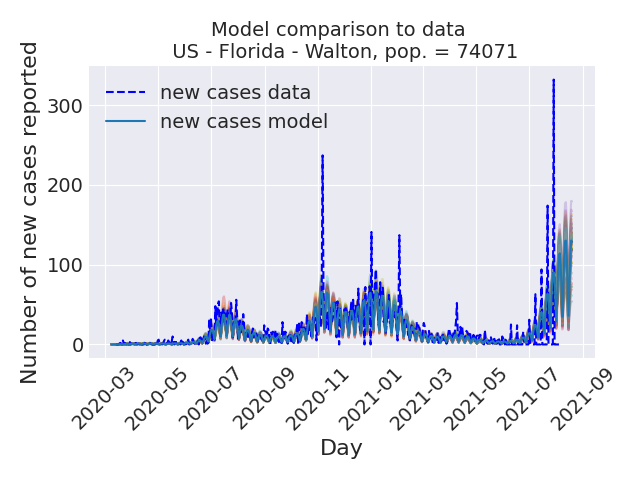 Model comparison to data
US - Florida - Walton, pop. = 74071
Number of new cases reported
300
200
100
0
new cases data
new cases model
2020-03
2020-05
2020-07
2020-09
2020-11
2021-01
2021-03
2021-05
2021-07
2021-09
Day